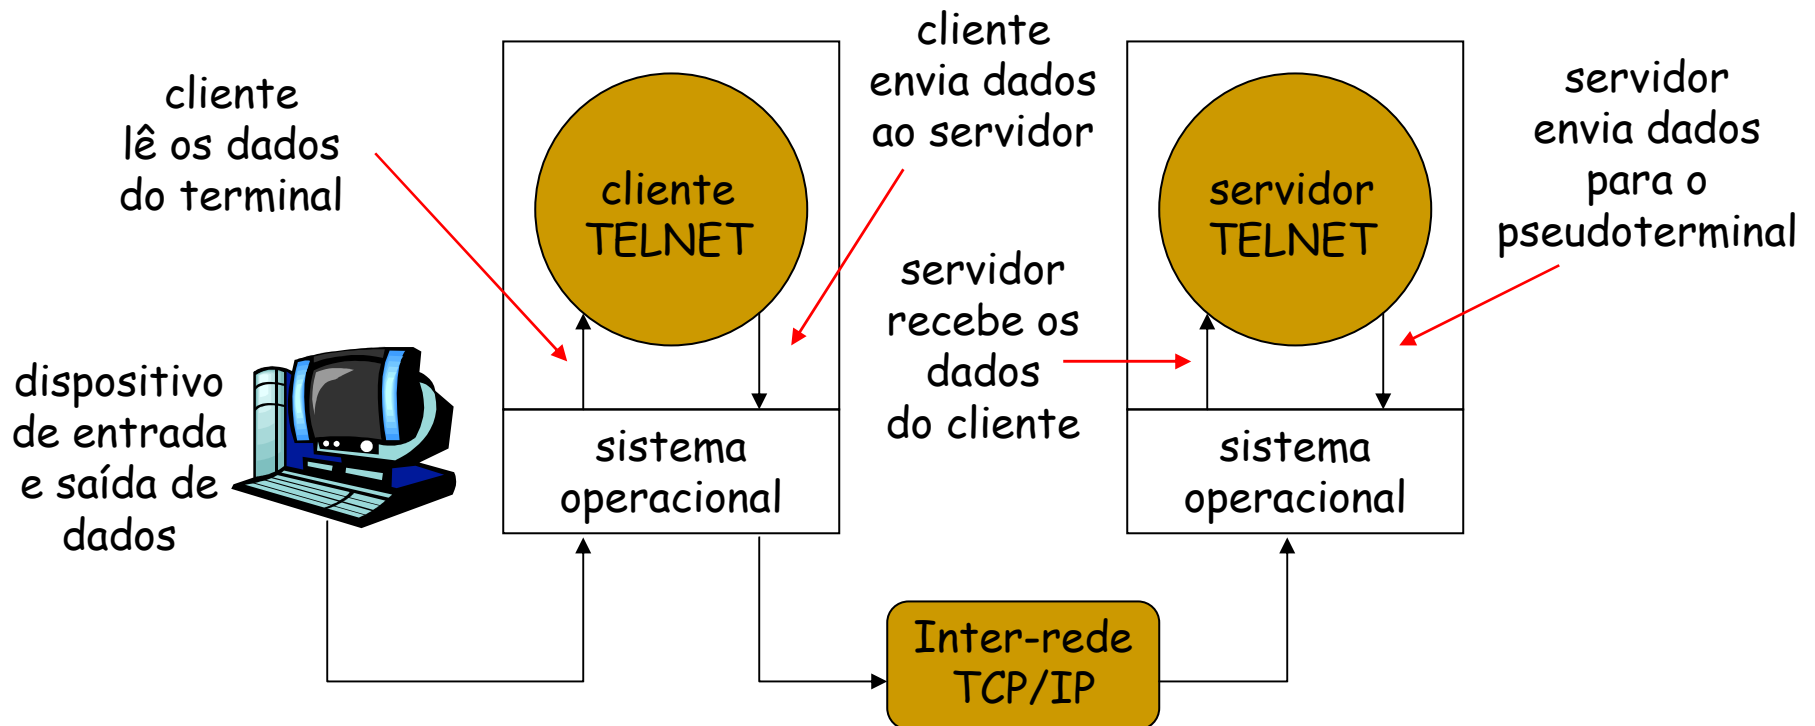 cliente
lê os dados
do terminal
cliente
TELNET
cliente
envia dados
ao servidor
servidor
TELNET
servidor
envia dados
para o
pseudoterminal
servidor
recebe os
dados
do cliente
dispositivo
de entrada
e saída de
dados
sistema
operacional
sistema
operacional
Inter-rede
TCP/IP